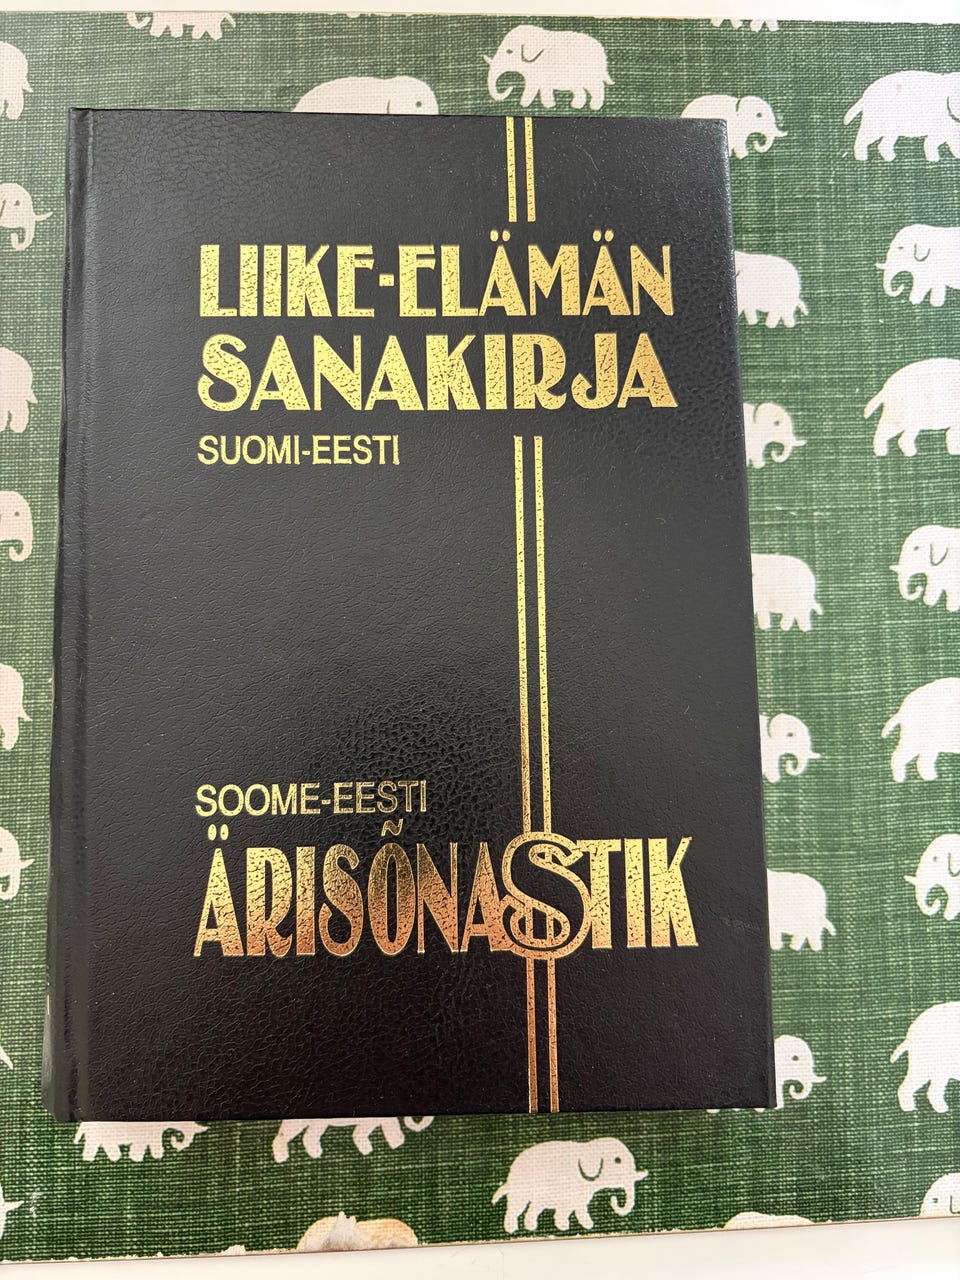 LIIKE-ELÄMÄN
SANAKIRJA
SUOMI-EESTI
SOOME-EESTI
ÄRISÕNASTIK